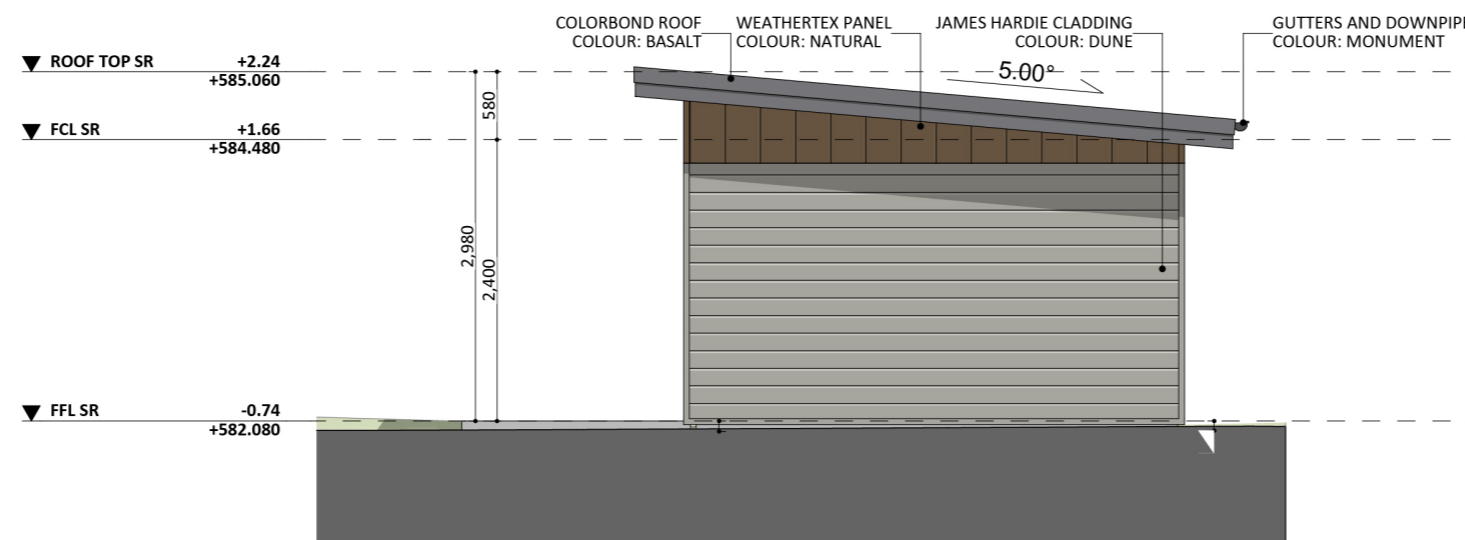 COLORBOND ROOF
COLOUR: BASALT
WEATHERTEX PANEL
COLOUR: NATURAL
JAMES HARDIE CLADDING
COLOUR: DUNE
GUTTERS AND DOWNPIP
COLOUR: MONUMENT
ROOF TOP SR +2.24
+585.060
5.00°
580
FCL SR +1.66
+584.480
2,980
2,400
FFL SR -0.74
+582.080